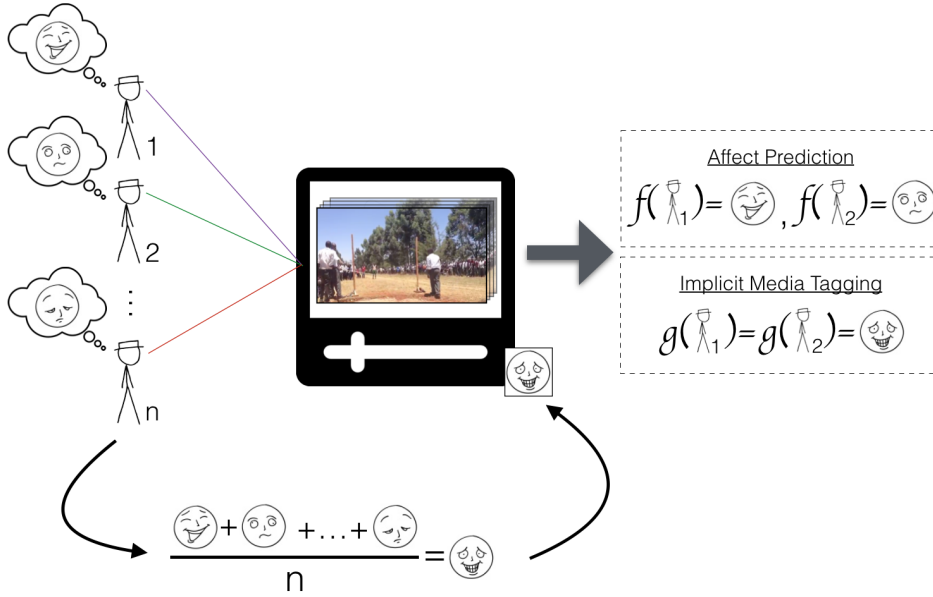 1
2
⋮
n
Affect Prediction
f( 1)= , f( 2)=
Implicit Media Tagging
g( 1)=g( 2)=
+ +...+ =
n